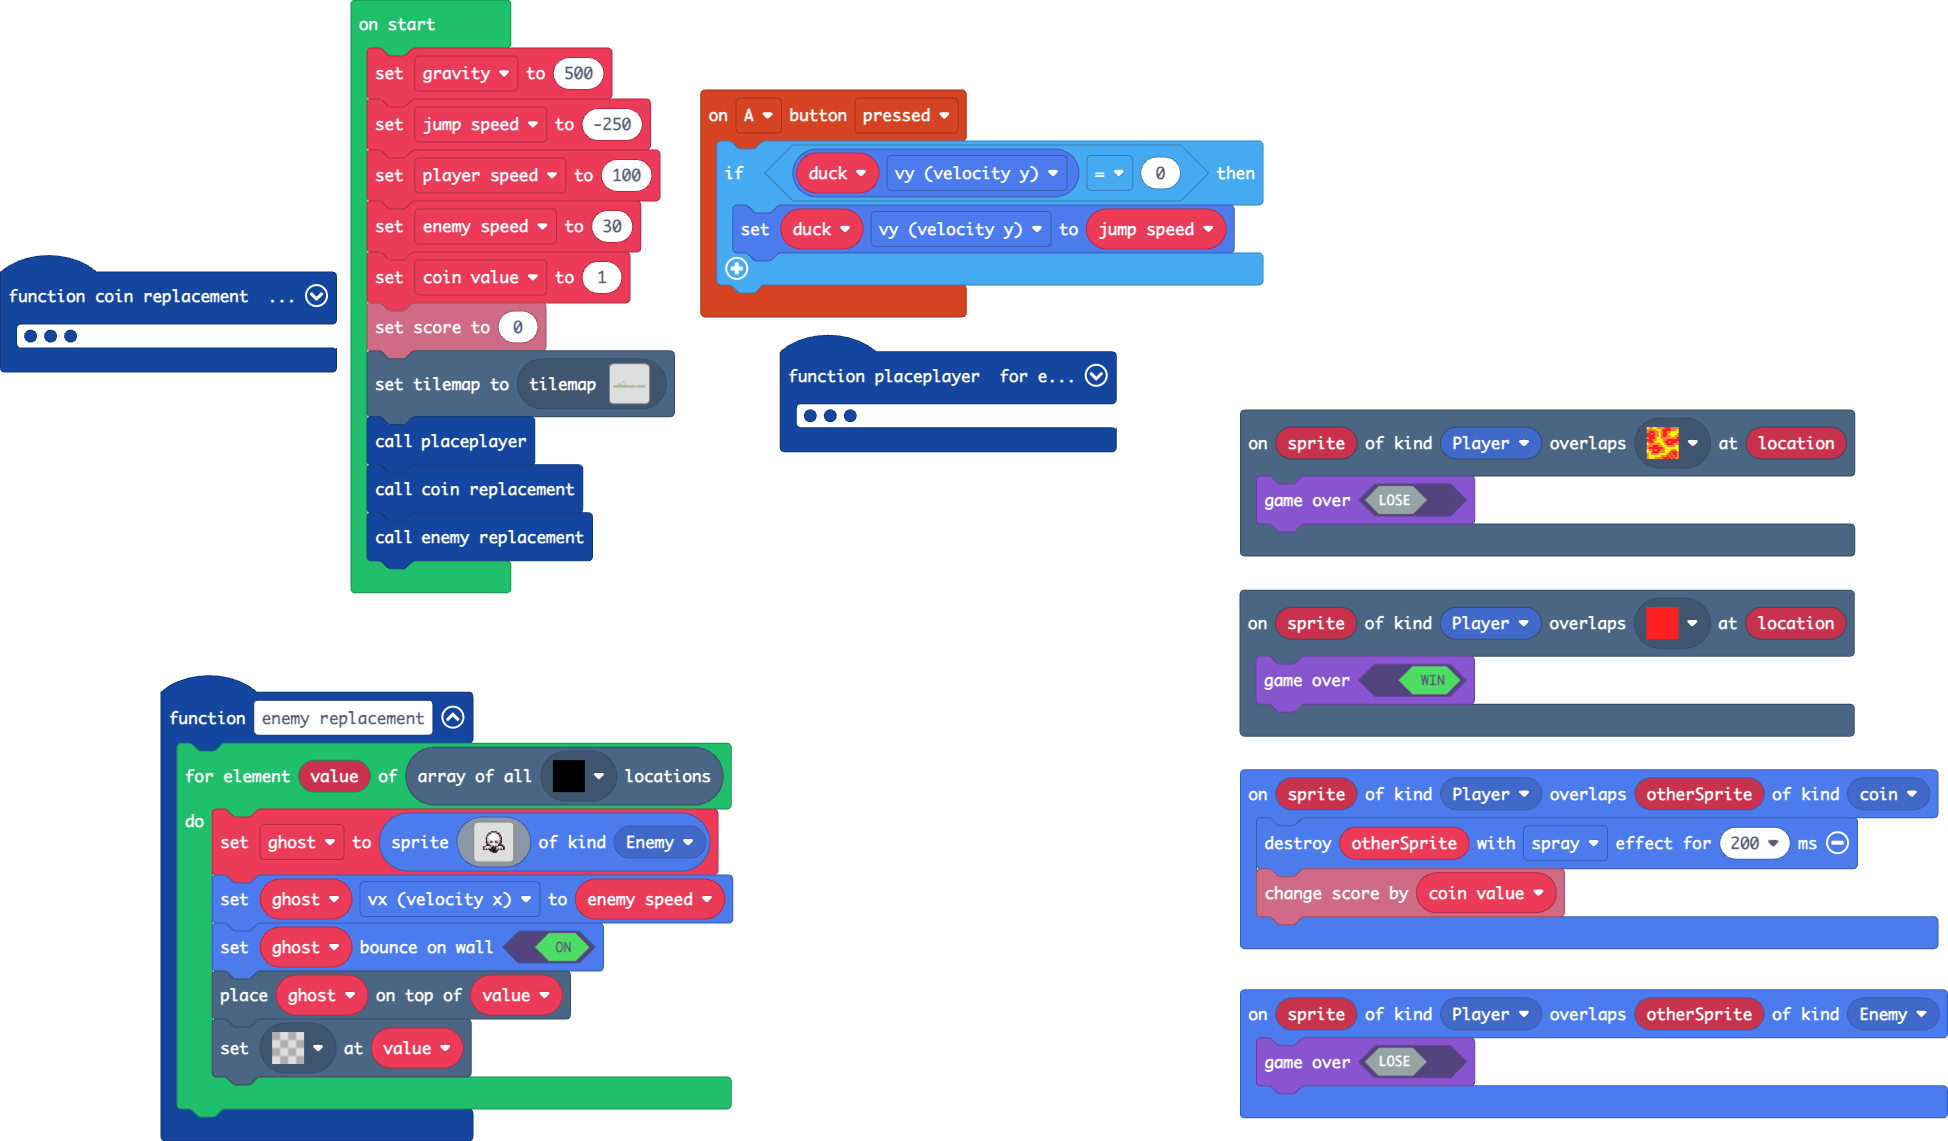 on start
set gravity to 500
set jump speed to -250
set player speed to 100
set enemy speed to 30
set coin value to 1
set score to 0
set tilemap to tilemap
call placeplayer
call coin replacement
call enemy replacement
function coin replacement ...
on A button pressed
if duck vy (velocity y) = 0 then
set duck vy (velocity y) to jump speed
function placeplayer for e...
function enemy replacement
for element value of array of all locations
do
set ghost to sprite of kind Enemy
set ghost vx (velocity x) to enemy speed
set ghost bounce on wall ON
place ghost on top of value
set at value
on sprite of kind Player overlaps at location
game over LOSE
on sprite of kind Player overlaps at location
game over WIN
on sprite of kind Player overlaps otherSprite of kind coin
destroy otherSprite with spray effect for 200 ms
change score by coin value
on sprite of kind Player overlaps otherSprite of kind Enemy
game over LOSE